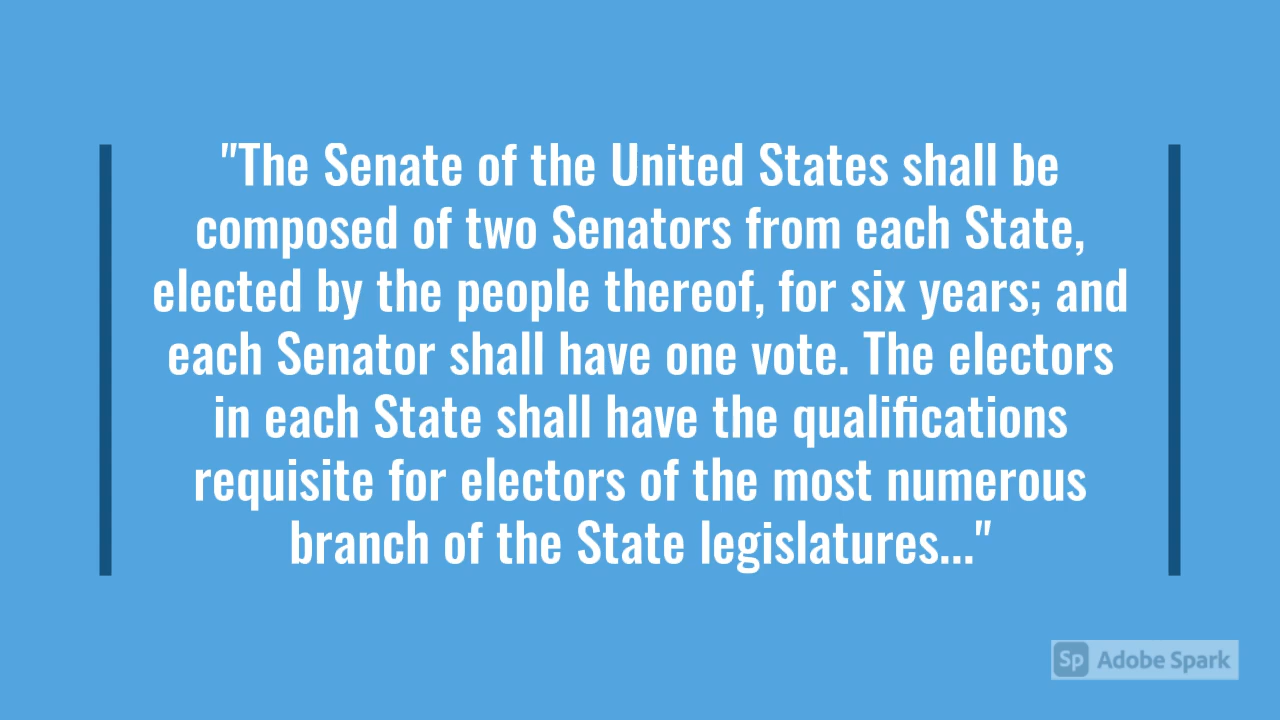 "The Senate of the United States shall be
composed of two Senators from each State,
elected by the people thereof, for six years; and
each Senator shall have one vote. The electors
in each State shall have the qualifications
requisite for electors of the most numerous
branch of the State legislatures..."
Sp Adobe Spark